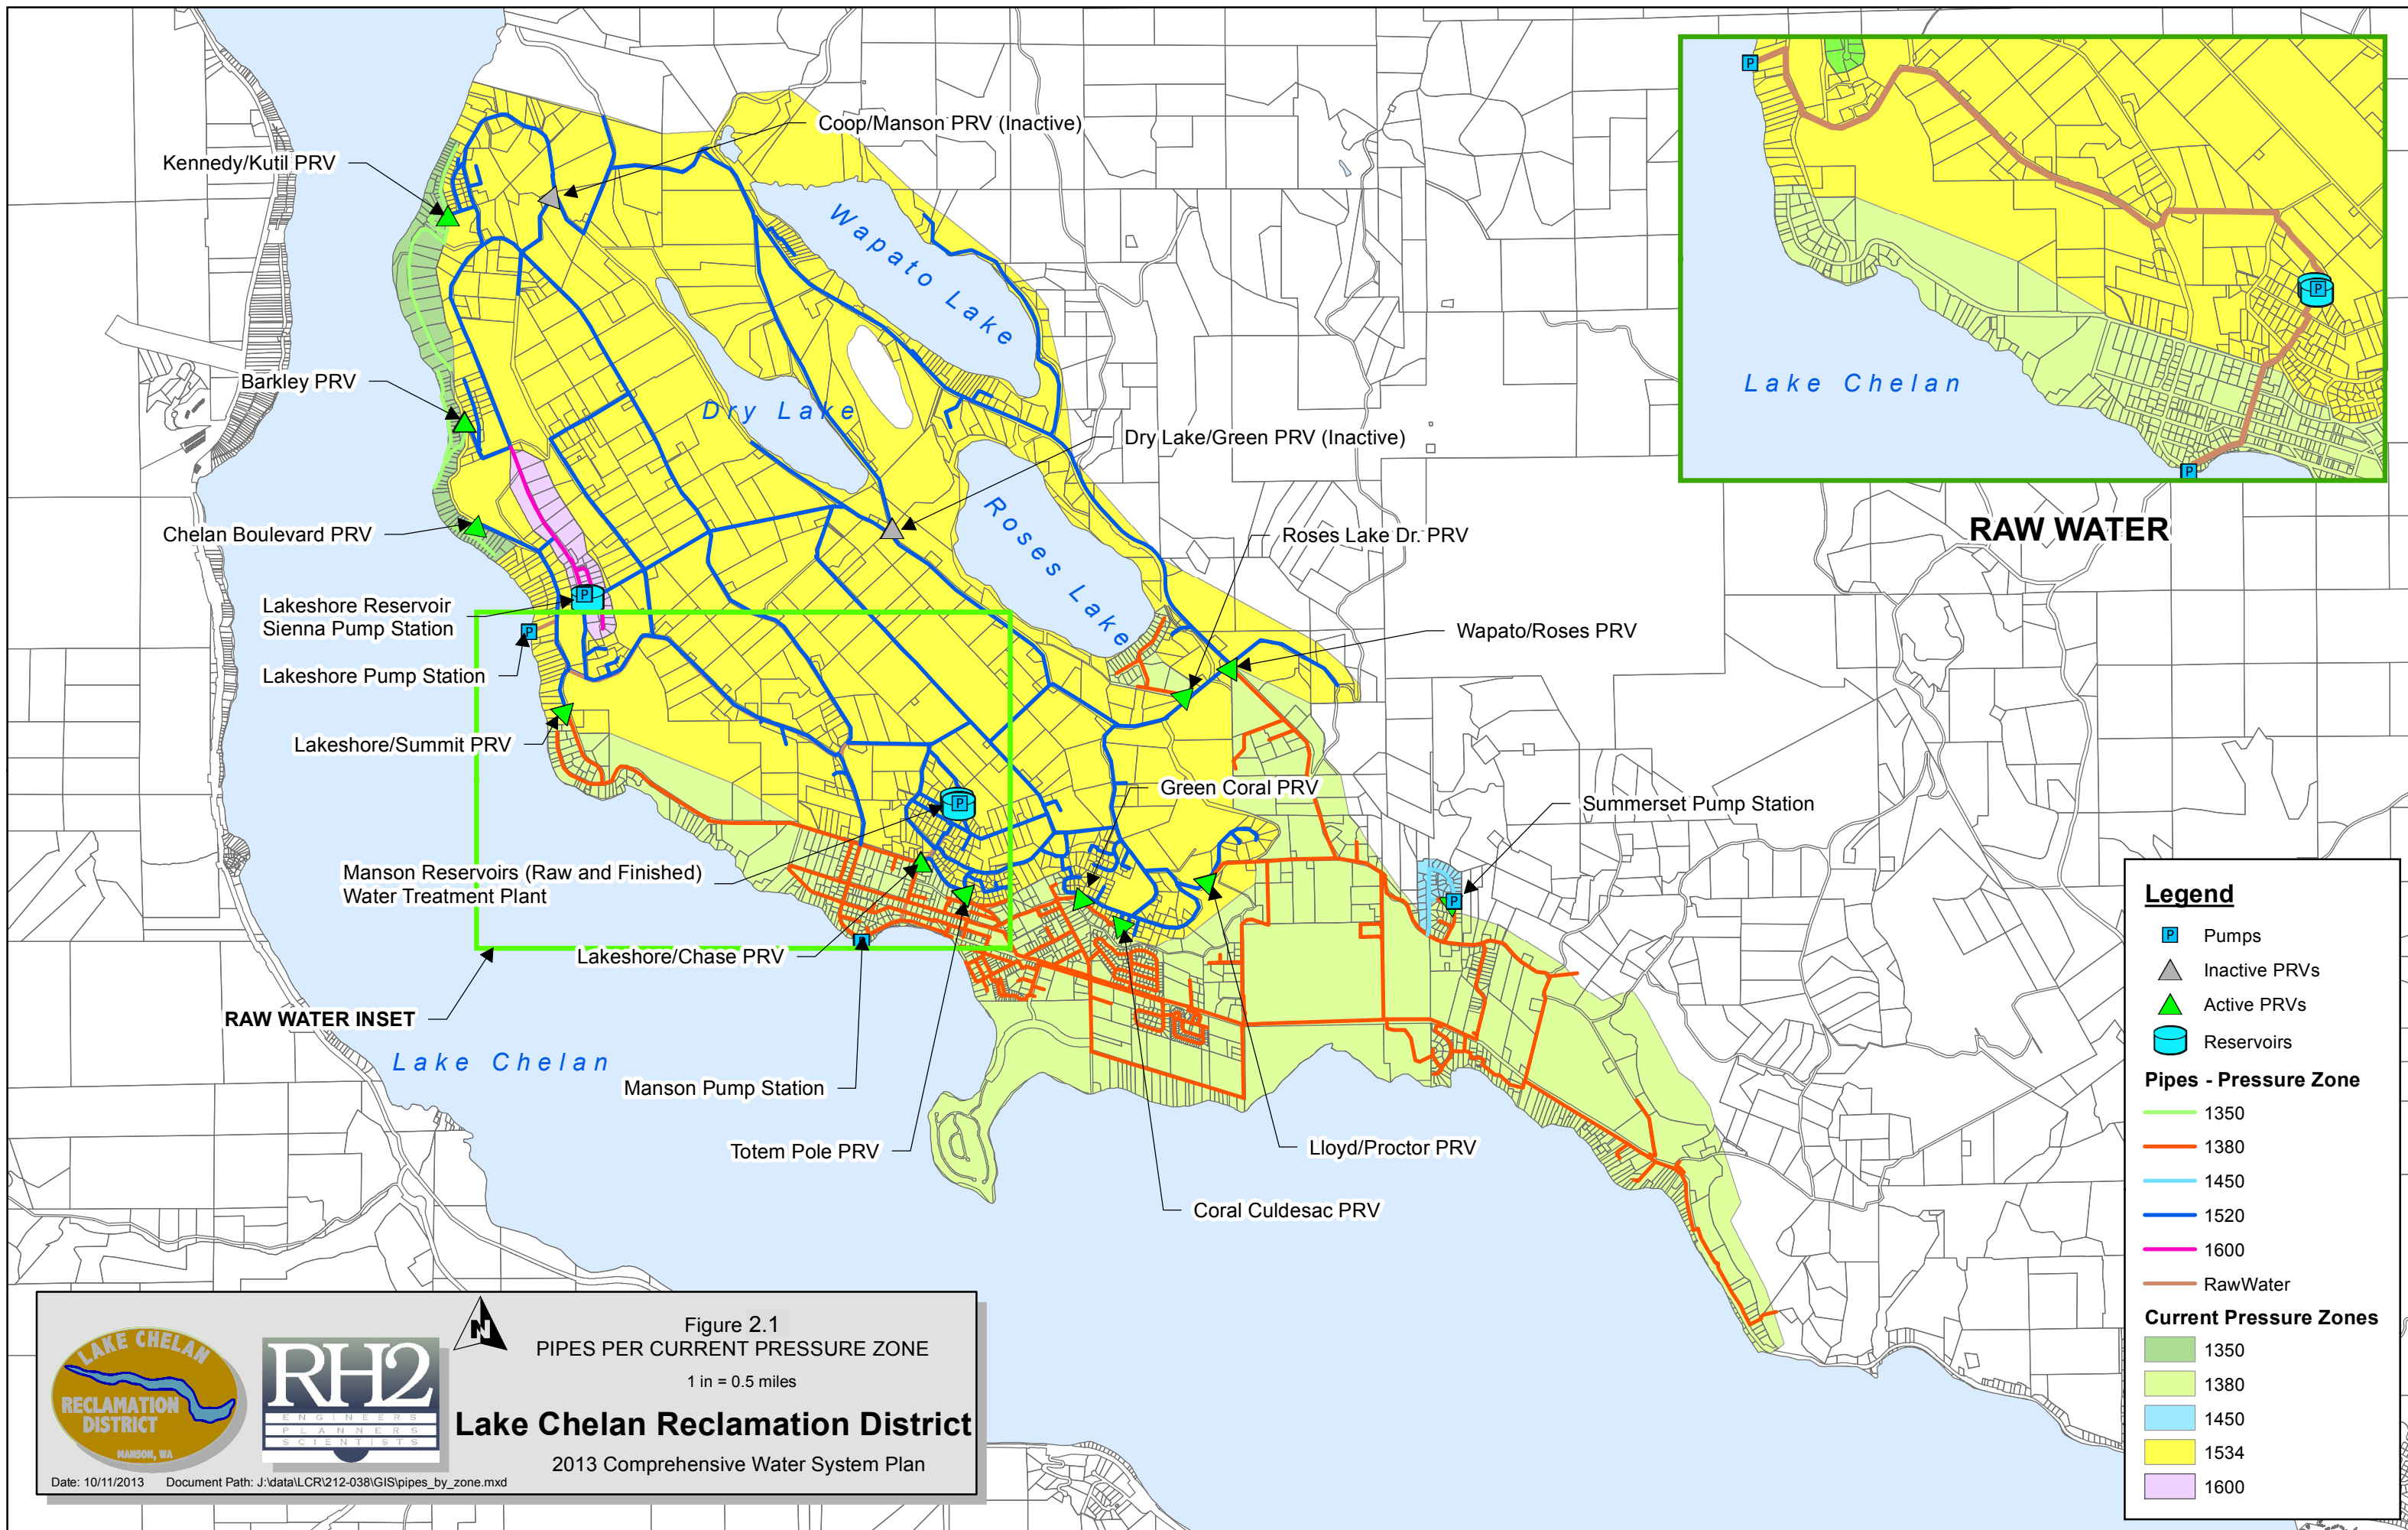 Coop/Manson PRV (Inactive)
Kennedy/Kutil PRV
Wapato Lake
Barkley PRV
Dry Lake
Dry Lake/Green PRV (Inactive)
Chelan Boulevard PRV
Roses Lake
Roses Lake Dr. PRV
Lakeshore Reservoir
Sienna Pump Station
P
P
Wapato/Roses PRV
Lakeshore Pump Station
Lakeshore/Summit PRV
Green Coral PRV
Summerset Pump Station
P
P
Manson Reservoirs (Raw and Finished)
Water Treatment Plant
P
Lakeshore/Chase PRV
RAW WATER INSET
Lake Chelan
Manson Pump Station
Totem Pole PRV
Lloyd/Proctor PRV
Coral Culdesac PRV
P
P
Lake Chelan
P
RAW WATER
Legend
P Pumps
Inactive PRVs
Active PRVs
Reservoirs
Pipes - Pressure Zone
1350
1380
1450
1520
1600
RawWater
Current Pressure Zones
1350
1380
1450
1534
1600
LAKE CHELAN
RECLAMATION
DISTRICT
MANSON, WA
RH2
ENGINEERS
PLANNERS
SCIENTISTS
N
Figure 2.1
PIPES PER CURRENT PRESSURE ZONE
1 in = 0.5 miles
Lake Chelan Reclamation District
2013 Comprehensive Water System Plan
Date: 10/11/2013 Document Path: J:\data\LCR\212-038\GIS\pipes_by_zone.mxd